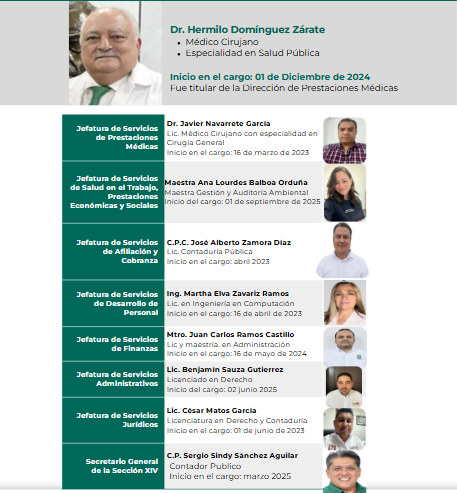 Dr. Hermilo Domínguez Zárate
• Médico Cirujano
• Especialidad en Salud Pública
Inicio en el cargo: 01 de Diciembre de 2024
Fue titular de la Dirección de Prestaciones Médicas
Jefatura de Servicios
de Prestaciones
Médicas
Dr. Javier Navarrete García
Lic. Médico Cirujano con especialidad en
Cirugía General
Inicio en el cargo: 16 de marzo de 2023
Jefatura de Servicios
de Salud en el Trabajo,
Prestaciones
Económicas y Sociales
Maestra Ana Lourdes Balboa Orduña
Maestra Gestión y Auditoría Ambiental
Inicio del cargo: 01 de septiembre de 2025
Jefatura de Servicios
de Afiliación y
Cobranza
C.P.C. José Alberto Zamora Díaz
Lic. Contaduría Pública
Inicio en el cargo: abril 2023
Jefatura de Servicios
de Desarrollo de
Personal
Ing. Martha Elva Zavariz Ramos
Lic. en Ingeniería en Computación
Inicio en el cargo: 16 de abril de 2023
Jefatura de Servicios
de Finanzas
Mtro. Juan Carlos Ramos Castillo
Lic y maestría. en Administración
Inicio en el cargo: 16 de mayo de 2024
Jefatura de Servicios
Administrativos
Lic. Benjamín Sauza Gutierrez
Licenciado en Derecho
Inicio del cargo: 02 junio 2025
Jefatura de Servicios
Jurídicos
Lic. César Matos García
Licenciatura en Derecho y Contaduría
Inicio en el cargo: 01 de junio de 2023
Secretario General
de la Sección XIV
C.P. Sergio Sindy Sánchez Aguilar
Contador Publico
Inicio en el cargo: marzo 2025